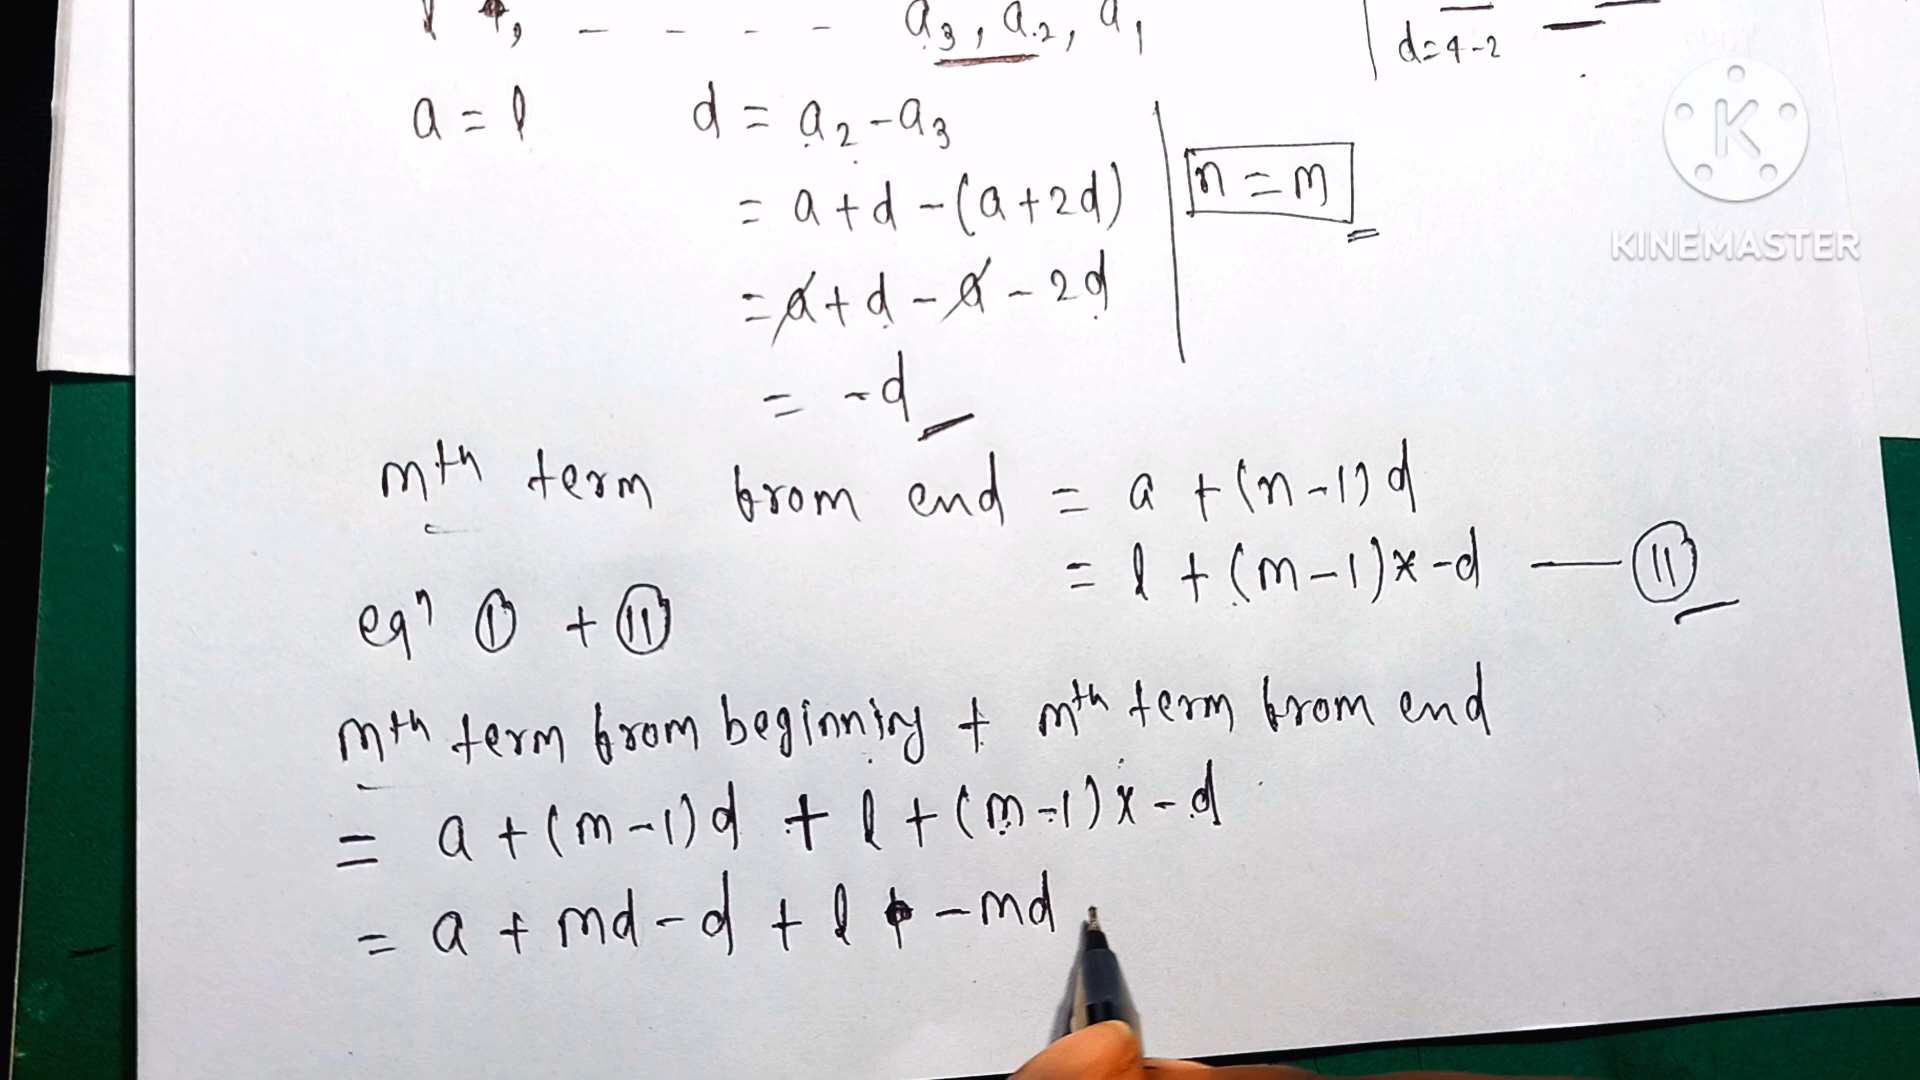 - - - - a₃, a₂, a₁
d=4-2
a = l d = a₂ - a₃
= a + d - (a + 2d)
n = m
K
KINEMASTER
= a + d - a - 2d
= -d
mth term from end = a + (n-1)d
= l + (m-1)x-d — (II)
eqn (I) + (II)
mth term from beginning + mth term from end
= a + (m-1)d + l + (m-1)x-d
= a + md - d + l - md